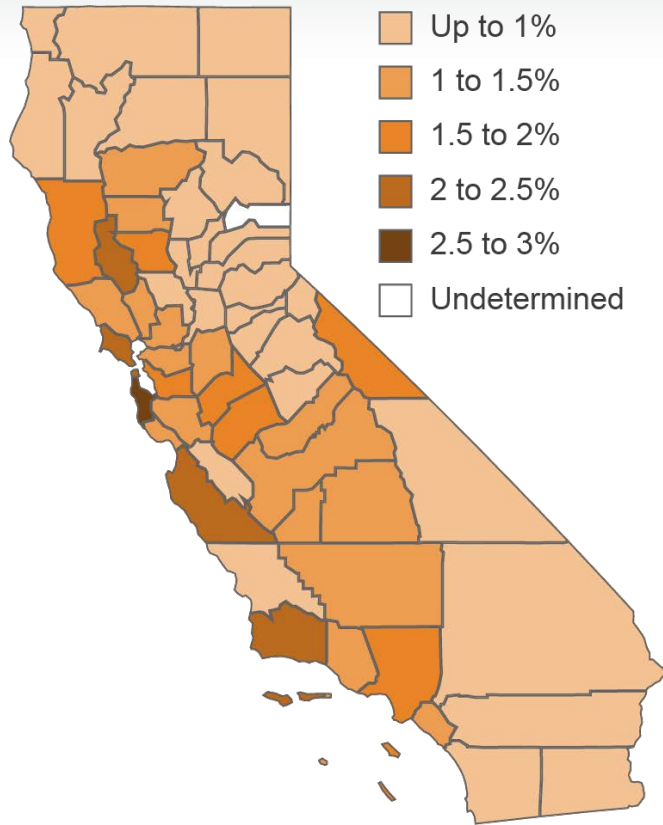 Up to 1%
1 to 1.5%
1.5 to 2%
2 to 2.5%
2.5 to 3%
Undetermined